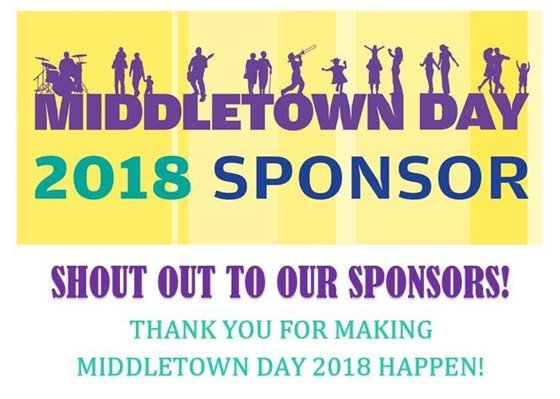 MIDDLETOWN DAY
2018 SPONSOR
SHOUT OUT TO OUR SPONSORS!
THANK YOU FOR MAKING
MIDDLETOWN DAY 2018 HAPPEN!